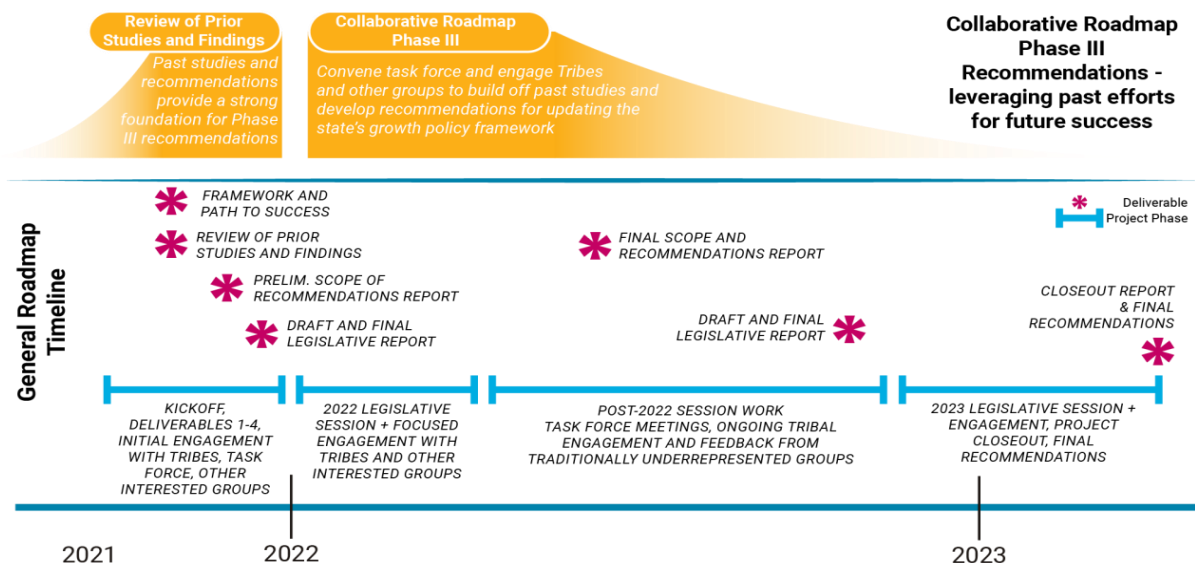 Review of Prior
Studies and Findings
Past studies and
recommendations
provide a strong
foundation for Phase
III recommendations
Collaborative Roadmap
Phase III
Convene task force and engage Tribes
and other groups to build off past studies and
develop recommendations for updating the
state's growth policy framework
Collaborative Roadmap
Phase III
Recommendations -
leveraging past efforts
for future success
General Roadmap
Timeline
FRAMEWORK AND
PATH TO SUCCESS
REVIEW OF PRIOR
STUDIES AND FINDINGS
PRELIM. SCOPE OF
RECOMMENDATIONS REPORT
DRAFT AND FINAL
LEGISLATIVE REPORT
FINAL SCOPE AND
RECOMMENDATIONS REPORT
DRAFT AND FINAL
LEGISLATIVE REPORT
Deliverable
Project Phase
CLOSEOUT REPORT
& FINAL
RECOMMENDATIONS
KICKOFF,
DELIVERABLES 1-4,
INITIAL ENGAGEMENT
WITH TRIBES, TASK
FORCE, OTHER
INTERESTED GROUPS
2022 LEGISLATIVE
SESSION + FOCUSED
ENGAGEMENT WITH
TRIBES AND OTHER
INTERESTED GROUPS
POST-2022 SESSION WORK
TASK FORCE MEETINGS, ONGOING TRIBAL
ENGAGEMENT AND FEEDBACK FROM
TRADITIONALLY UNDERREPRESENTED GROUPS
2023 LEGISLATIVE SESSION +
ENGAGEMENT, PROJECT
CLOSEOUT, FINAL
RECOMMENDATIONS
2021
2022
2023